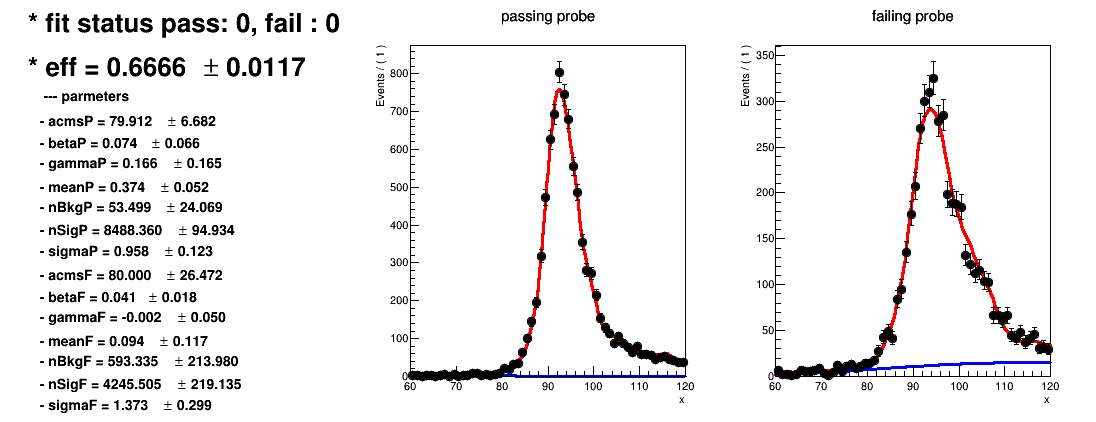 * fit status pass: 0, fail : 0
* eff = 0.6666 ± 0.0117
--- parmeters
- acmsP = 79.912 ± 6.682
- betaP = 0.074 ± 0.066
- gammaP = 0.166 ± 0.165
- meanP = 0.374 ± 0.052
- nBkgP = 53.499 ± 24.069
- nSigP = 8488.360 ± 94.934
- sigmaP = 0.958 ± 0.123
- acmsF = 80.000 ± 26.472
- betaF = 0.041 ± 0.018
- gammaF = -0.002 ± 0.050
- meanF = 0.094 ± 0.117
- nBkgF = 593.335 ± 213.980
- nSigF = 4245.505 ± 219.135
- sigmaF = 1.373 ± 0.299
passing probe
Events / ( 1 )
800
700
600
500
400
300
200
100
0
60 70 80 90 100 110 120
x
failing probe
Events / ( 1 )
350
300
250
200
150
100
50
0
60 70 80 90 100 110 120
x